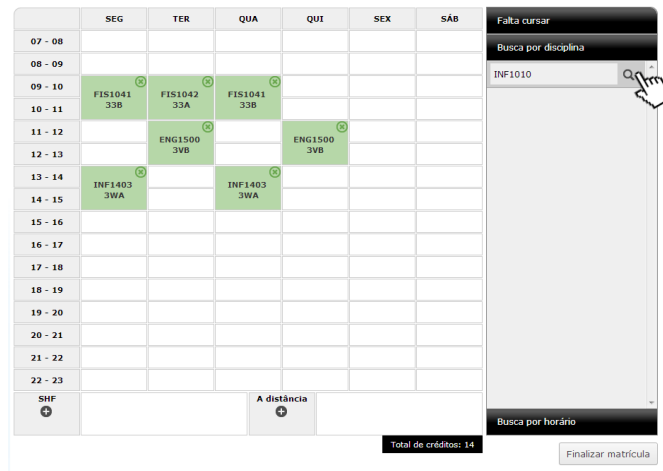 SEG TER QUA QUI SEX SÁB
07 - 08
08 - 09
09 - 10
10 - 11
FIS1041
33B
FIS1042
33A
FIS1041
33B
11 - 12
12 - 13
ENG1500
3VB
ENG1500
3VB
13 - 14
14 - 15
INF1403
3WA
INF1403
3WA
15 - 16
16 - 17
17 - 18
18 - 19
19 - 20
20 - 21
21 - 22
22 - 23
SHF
A distância
Total de créditos: 14
Falta cursar
Busca por disciplina
INF1010
Busca por horário
Finalizar matrícula